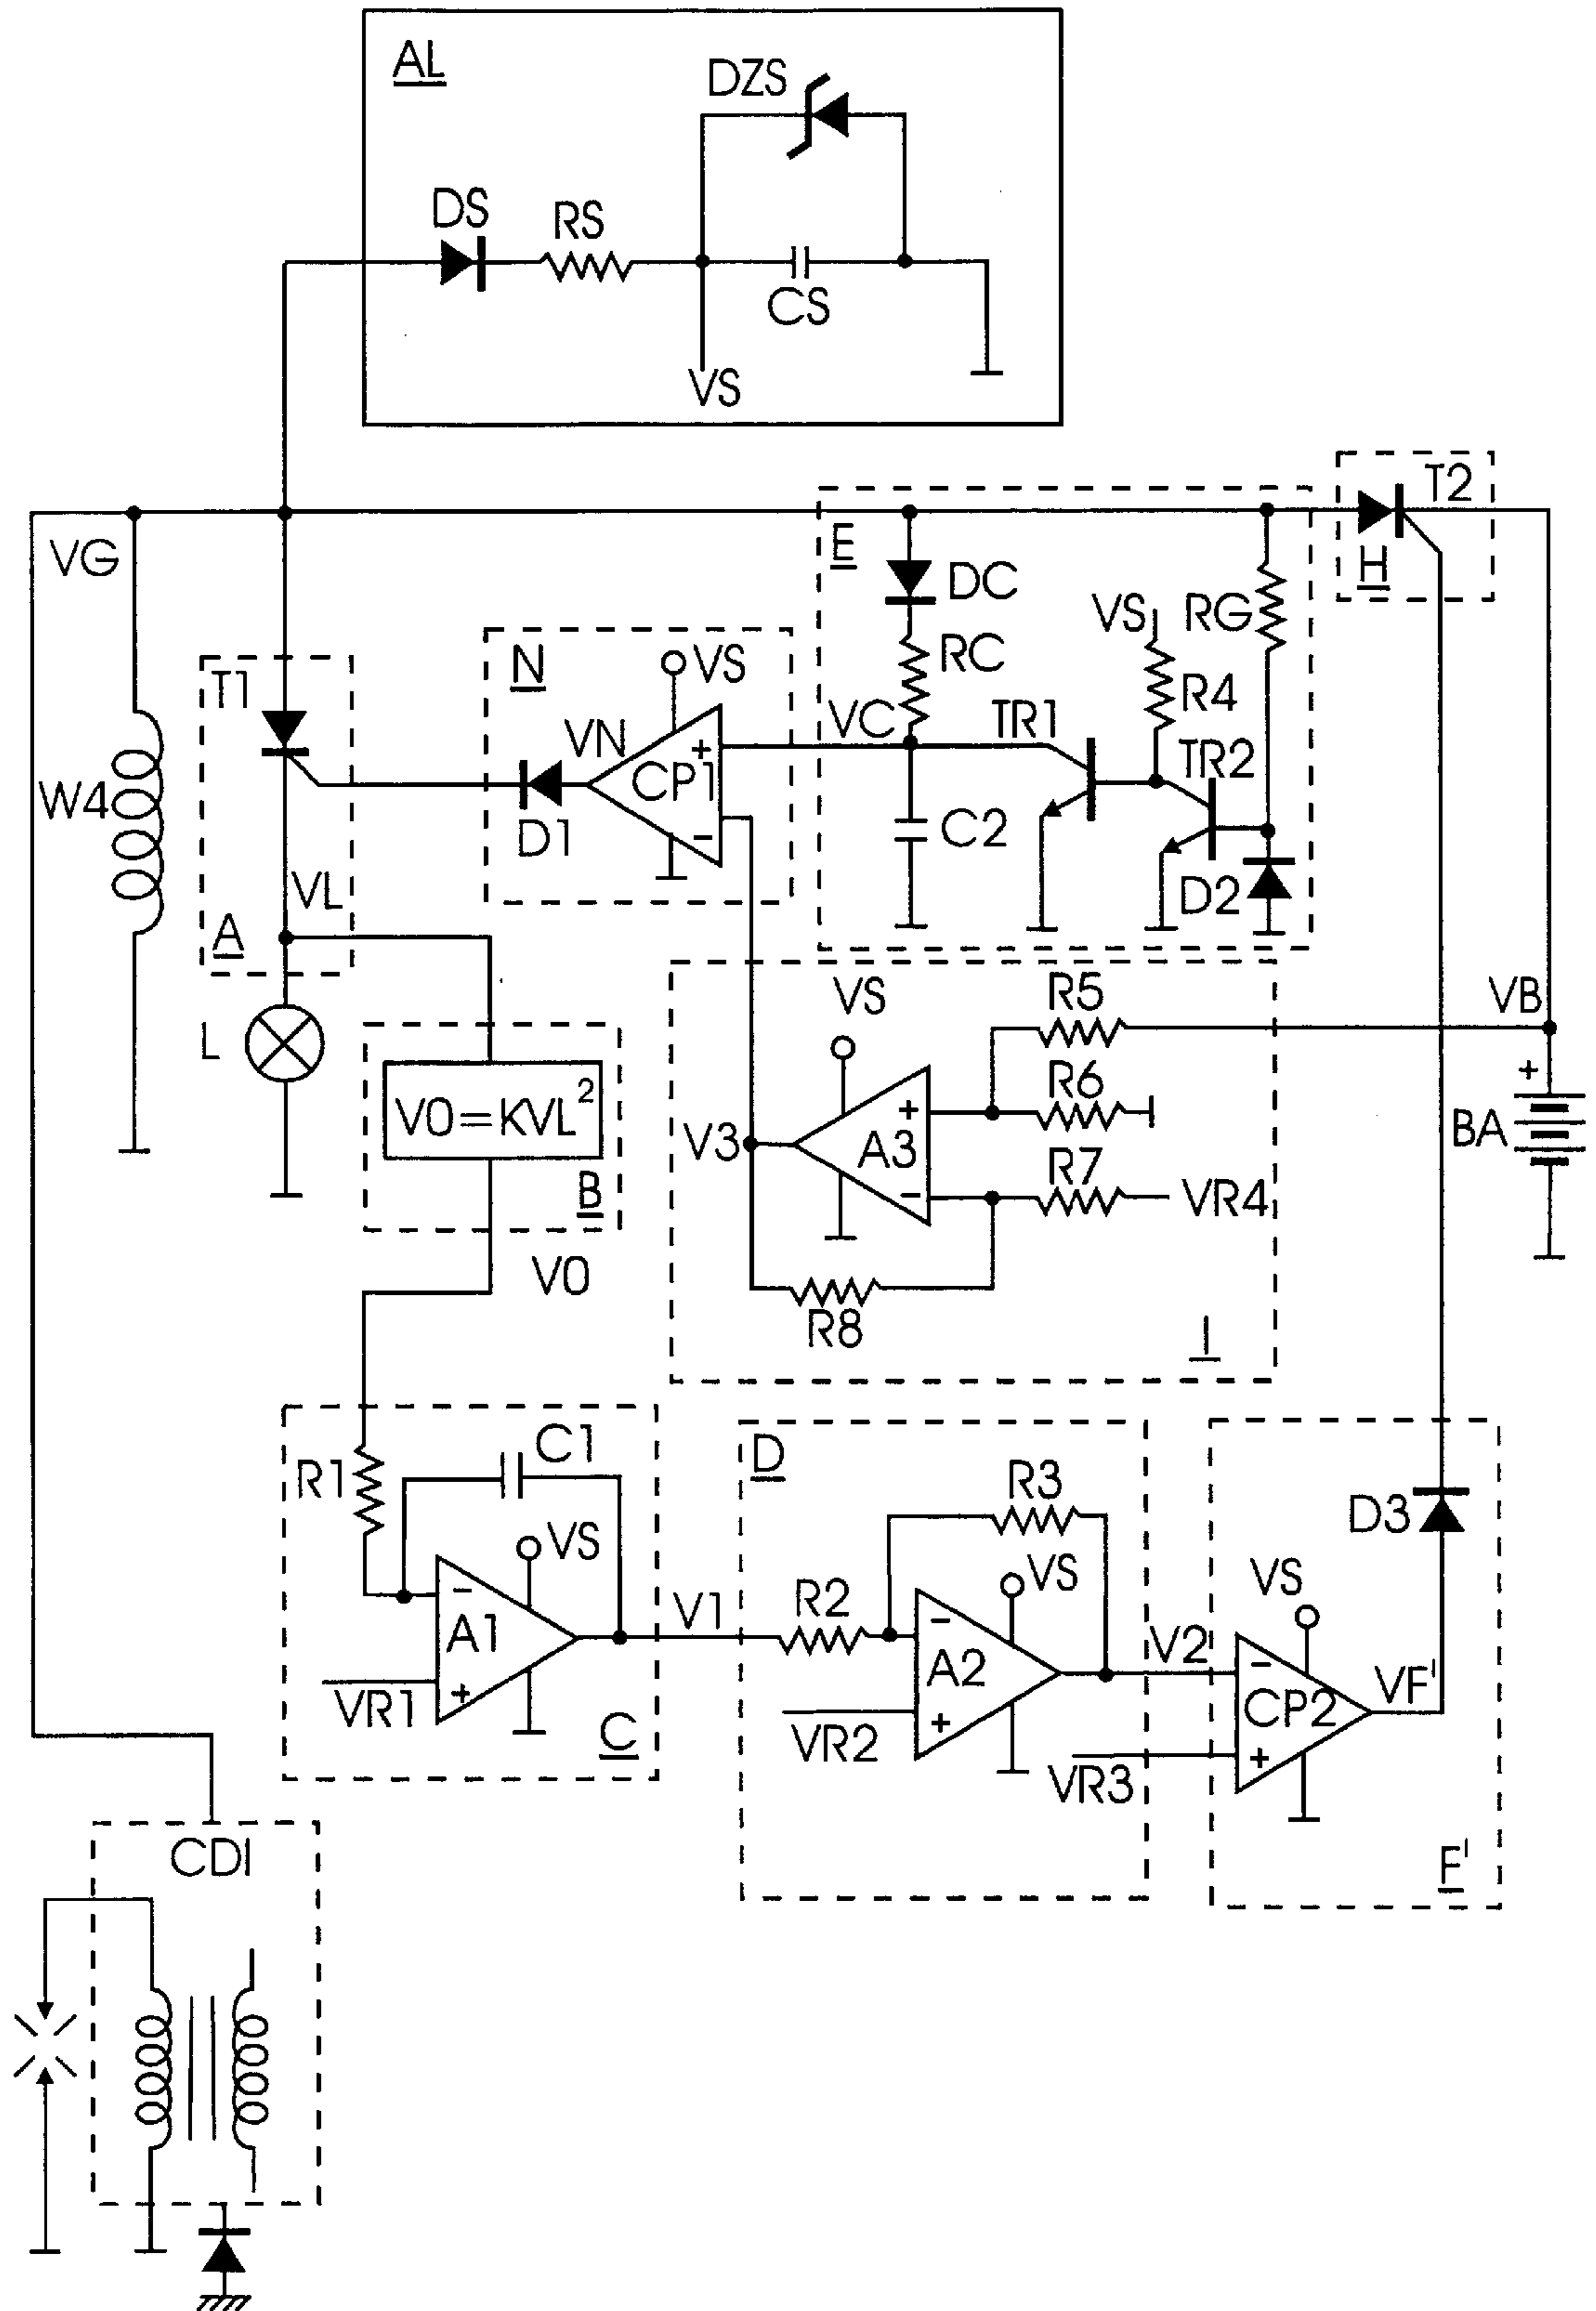 AL
DZS
DS
RS
CS
VS
T2
VG
E
H
DC
VS
RG
T1
N
VS
RC
R4
VC
TR1
VN
TR2
W4
+
CP1
D1
−
C2
VL
D2
A
VS
R5
VB
L
R6
+
V0=KVL²
+
V3
A3
BA
R7
B
−
VR4
V0
R8
I
C1
D
R1
R3
D3
VS
VS
VS
−
R2
V1
A1
−
V2
A2
−
VF'
+
CP2
VR1
+
C
VR2
+
VR3
CDI
F'